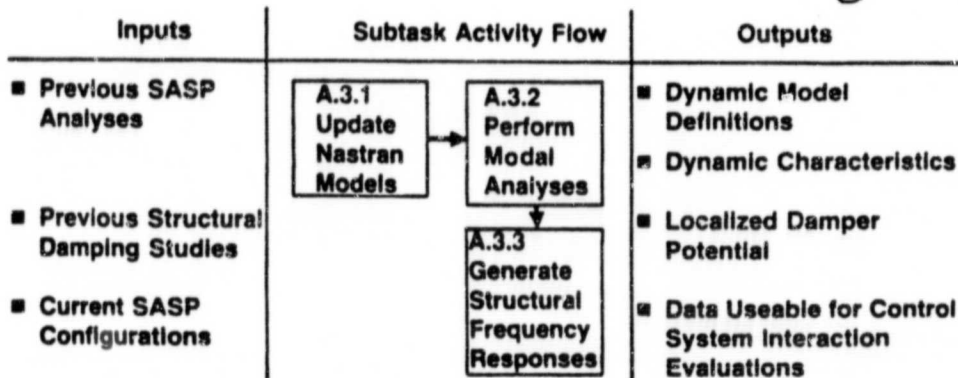 Inputs
Subtask Activity Flow
Outputs
■ Previous SASP
Analyses
■ Previous Structural
Damping Studies
■ Current SASP
Configurations
A.3.1
Update
Nastran
Models
A.3.2
Perform
Modal
Analyses
A.3.3
Generate
Structural
Frequency
Responses
■ Dynamic Model
Definitions
■ Dynamic Characteristics
■ Localized Damper
Potential
■ Data Useable for Control
System Interaction
Evaluations